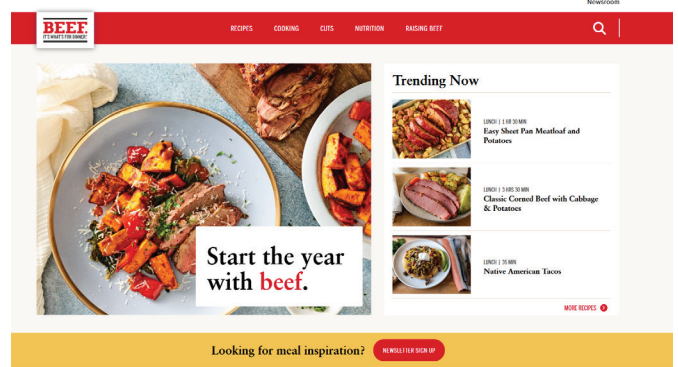 Newsroom
BEEF.
IT'S WHAT'S FOR DINNER.
RECIPES
COOKING
CUTS
NUTRITION
RAISING BEEF
Start the year
with beef.
Trending Now
LUNCH | 1 HR 30 MIN
Easy Sheet Pan Meatloaf and
Potatoes
LUNCH | 3 HRS 30 MIN
Classic Corned Beef with Cabbage
& Potatoes
LUNCH | 35 MIN
Native American Tacos
MORE RECIPES
Looking for meal inspiration?
NEWSLETTER SIGN UP